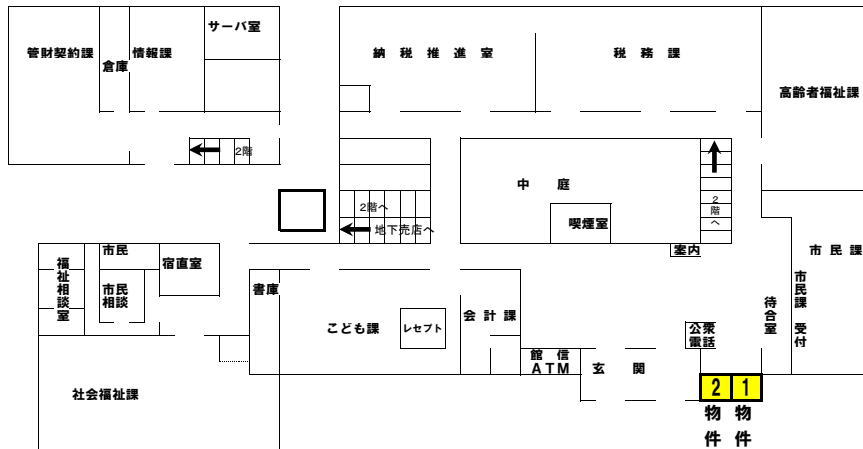 サーバ室
管財契約課
倉庫
情報課
納税推進室
税務課
高齢者福祉課
2階
中庭
喫煙室
2階へ
2階へ
地下売店へ
案内
市民課
市民
福祉相談室
宿直室
市民
相談
書庫
こども課
レセプト
会計課
待合室
市民課 受付
公衆
電話
館信
ATM
玄関
社会福祉課
2 1
物件 物件